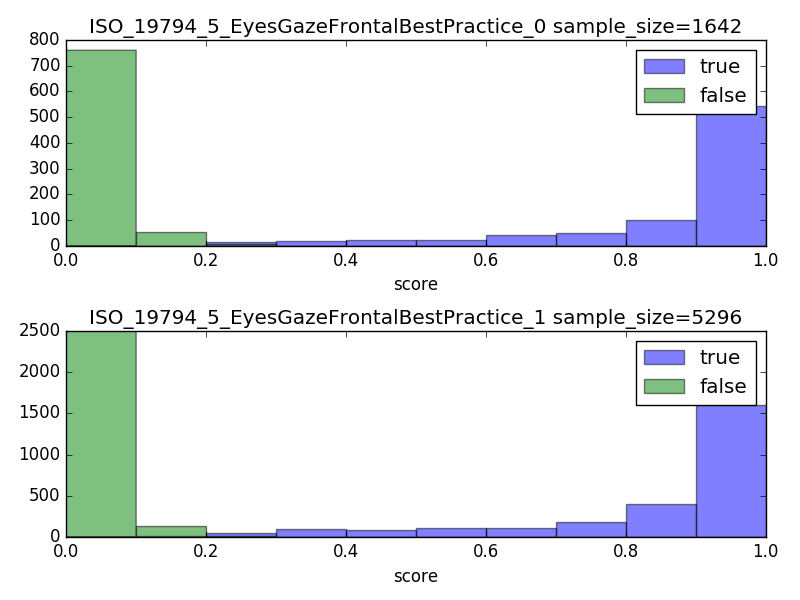 ISO_19794_5_EyesGazeFrontalBestPractice_0 sample_size=1642
800
700
600
500
400
300
200
100
0
true
false
0.0 0.2 0.4 0.6 0.8 1.0
score
ISO_19794_5_EyesGazeFrontalBestPractice_1 sample_size=5296
2500
2000
1500
1000
500
0
true
false
0.0 0.2 0.4 0.6 0.8 1.0
score